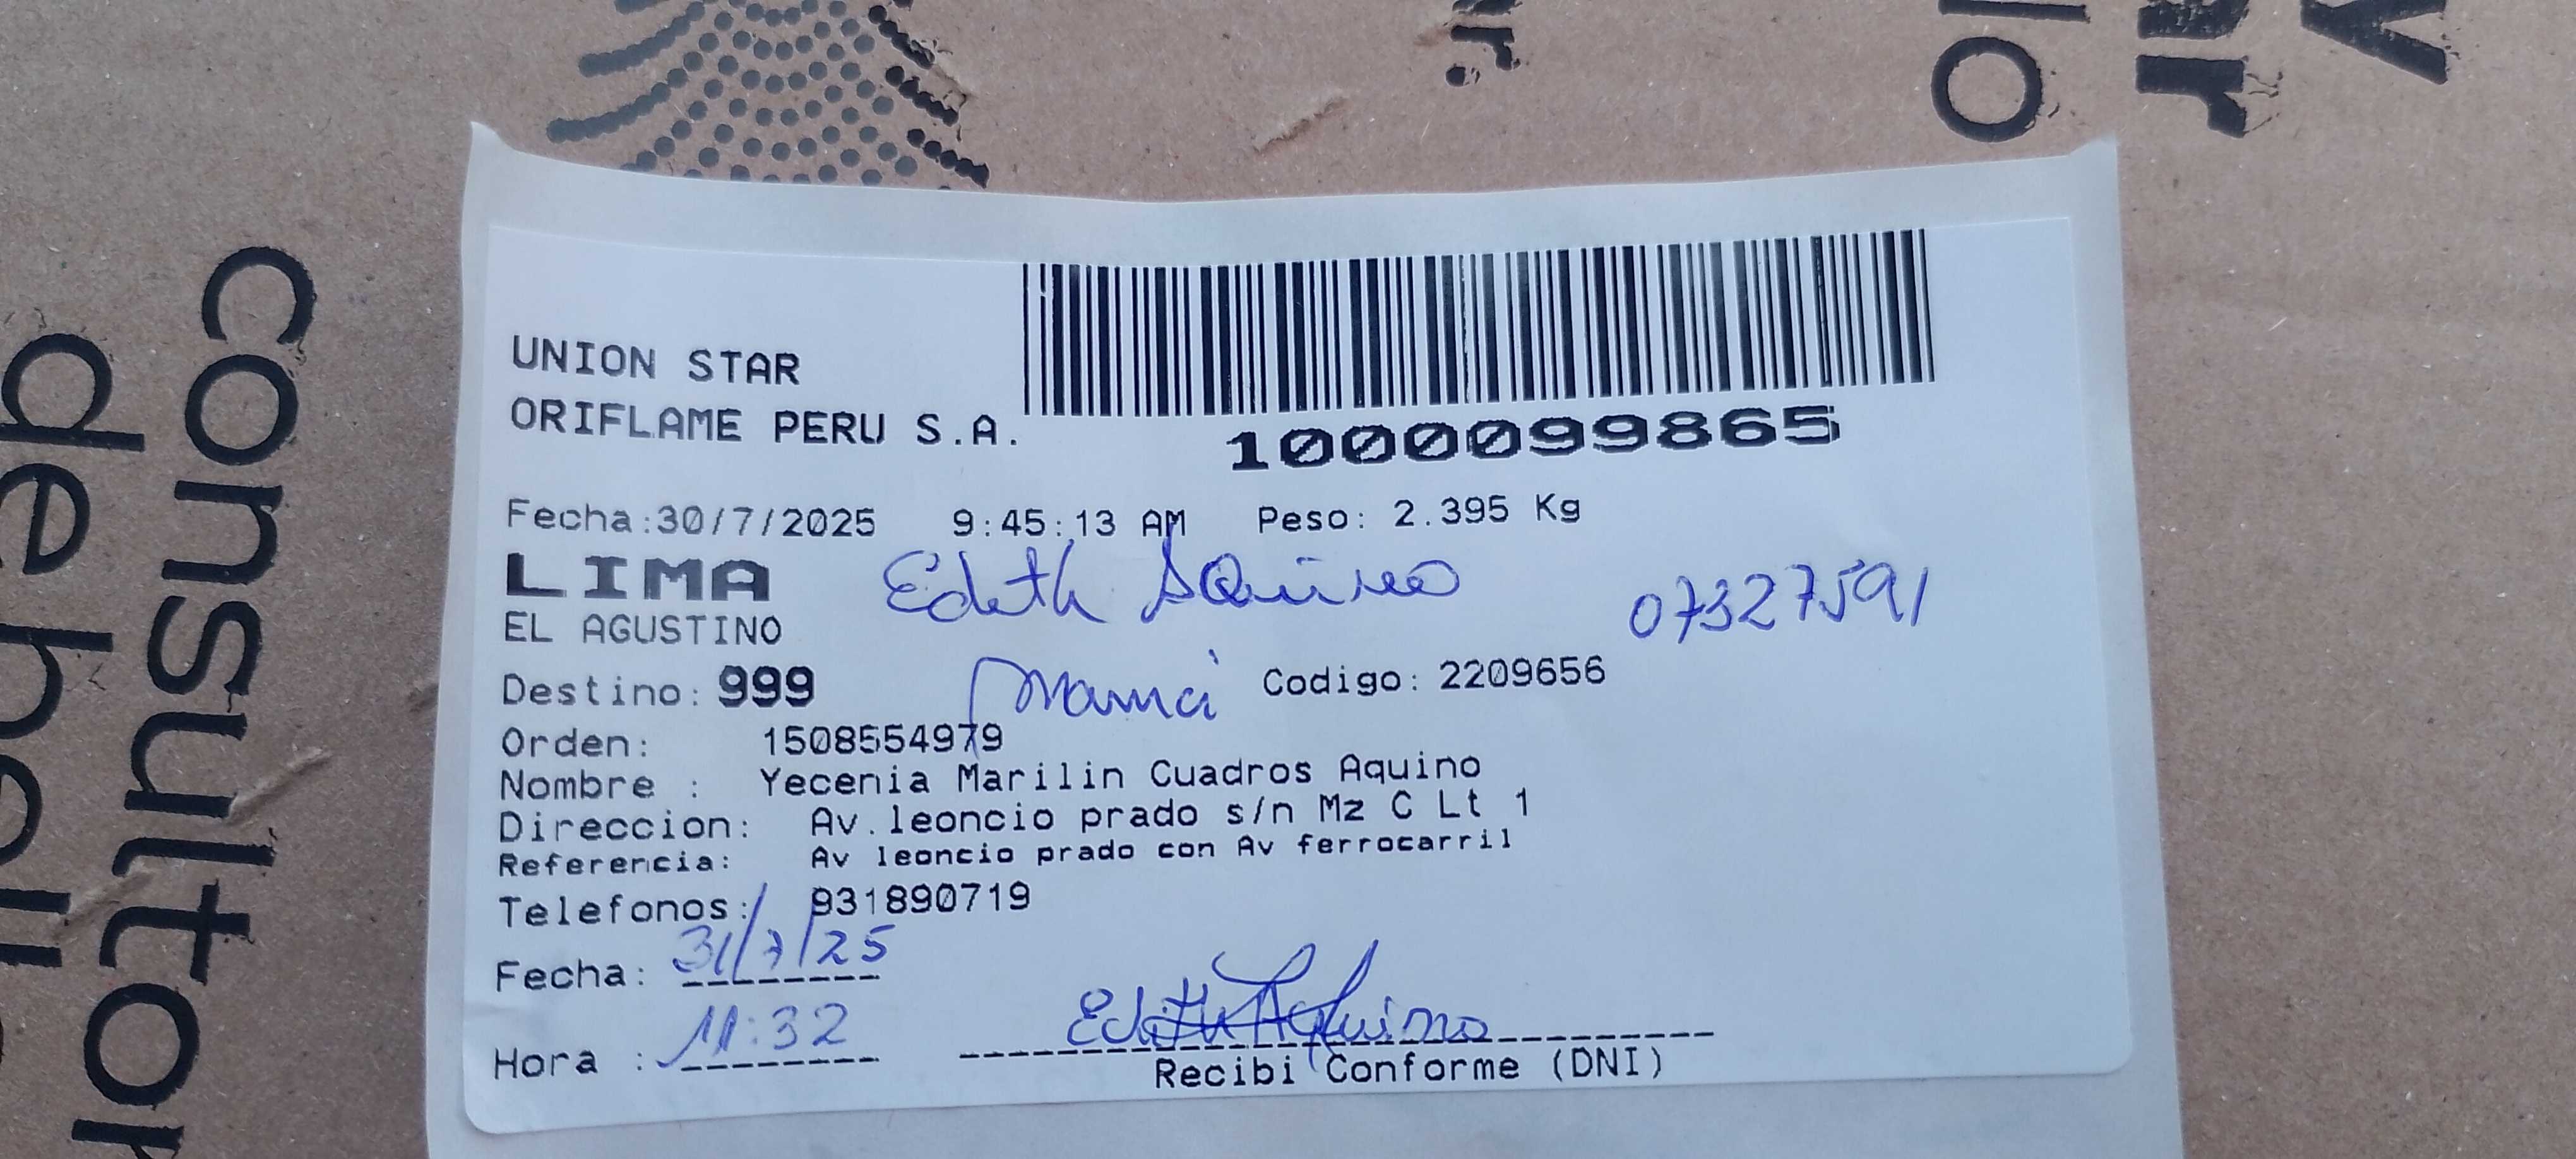 UNION STAR
ORIFLAME PERU S.A.
1000099865
Fecha:30/7/2025 9:45:13 AM Peso: 2.395 Kg
LIMA Edith Aquino 07327591
EL AGUSTINO
Destino: 999 Mamá Codigo: 2209656
Orden: 1508554979
Nombre : Yecenia Marilin Cuadros Aquino
Direccion: Av.leoncio prado s/n Mz C Lt 1
Referencia: Av leoncio prado con Av ferrocarril
Telefonos: 931890719
Fecha: 31/7/25
Hora : 11:32 Edith Aquino
Recibi Conforme (DNI)
consultor
de